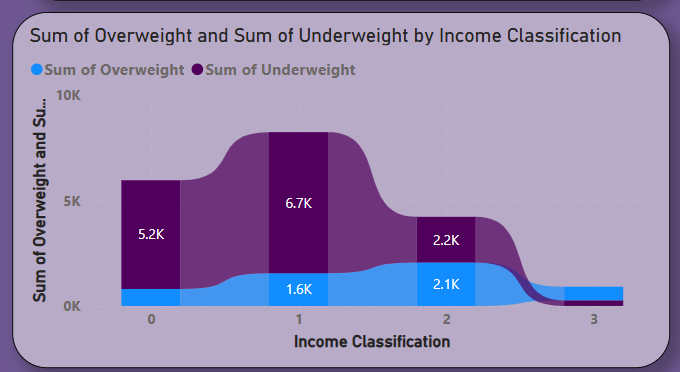 Sum of Overweight and Sum of Underweight by Income Classification
Sum of Overweight Sum of Underweight
Sum of Overweight and Su...
10K
5K
0K
5.2K
6.7K
1.6K
2.2K
2.1K
0 1 2 3
Income Classification